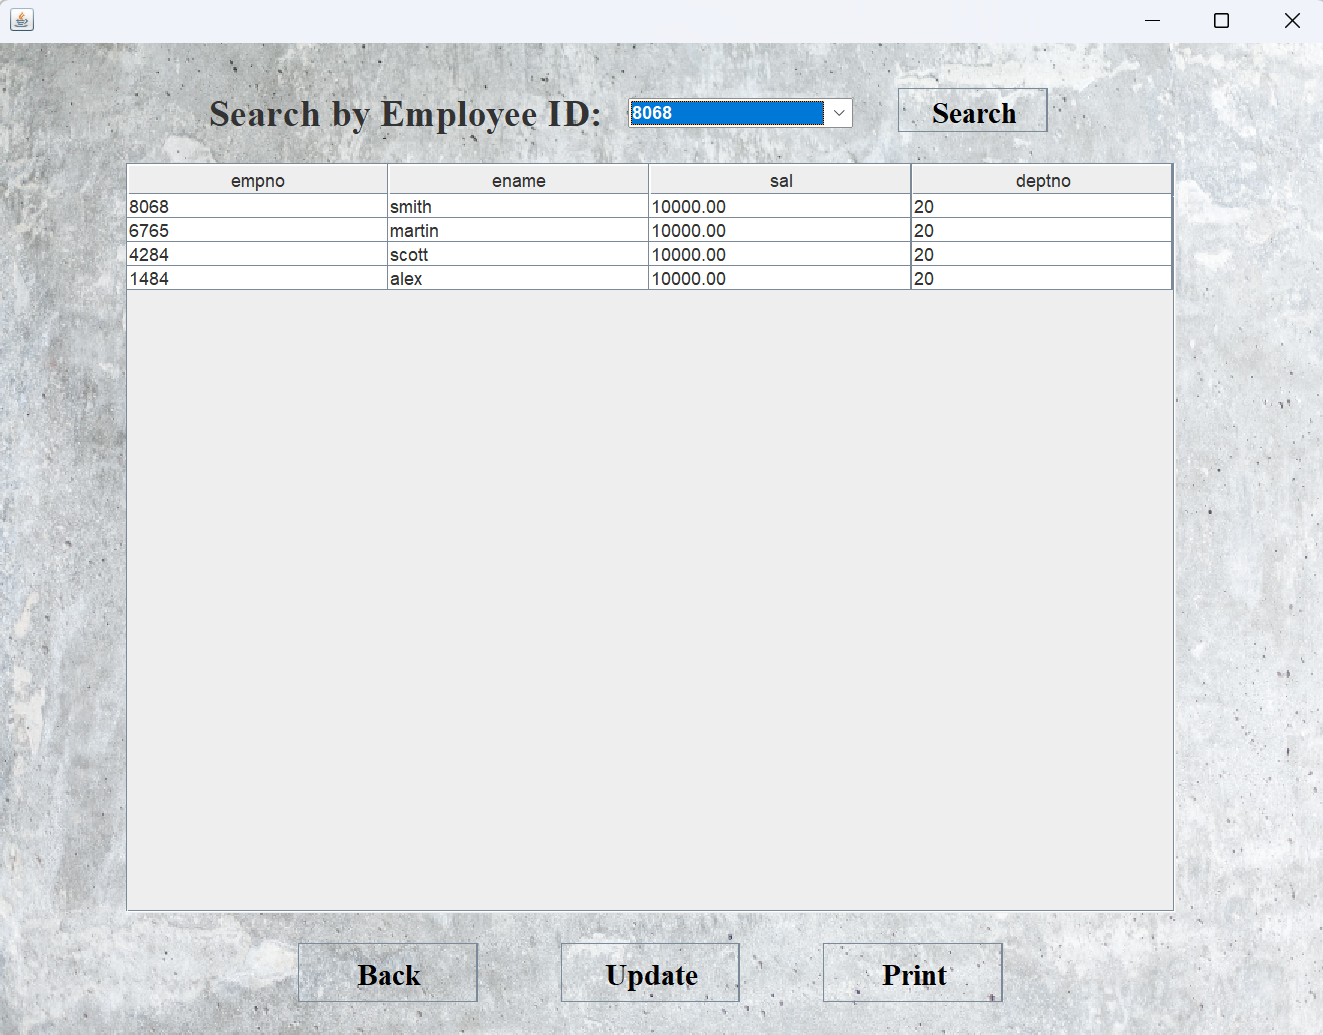 Search by Employee ID: 8068 Search
empno ename sal deptno
8068 smith 10000.00 20
6765 martin 10000.00 20
4284 scott 10000.00 20
1484 alex 10000.00 20
Back Update Print